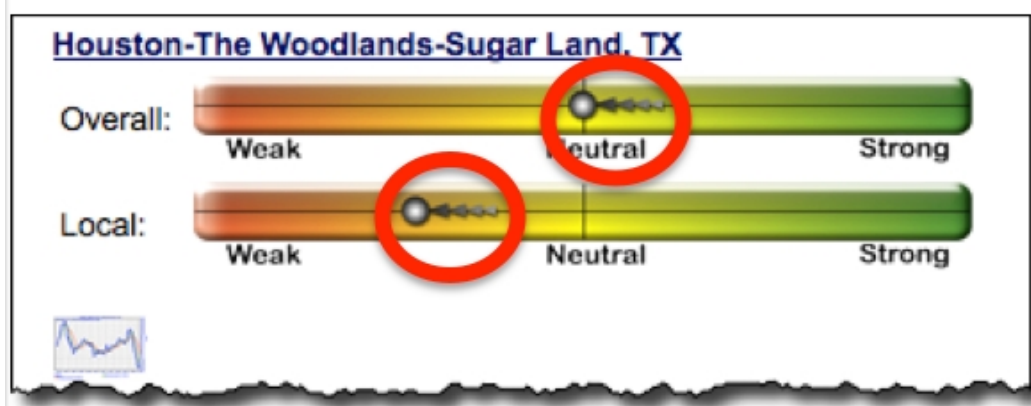 Houston-The Woodlands-Sugar Land, TX
Overall:
Weak Neutral Strong
Local:
Weak Neutral Strong